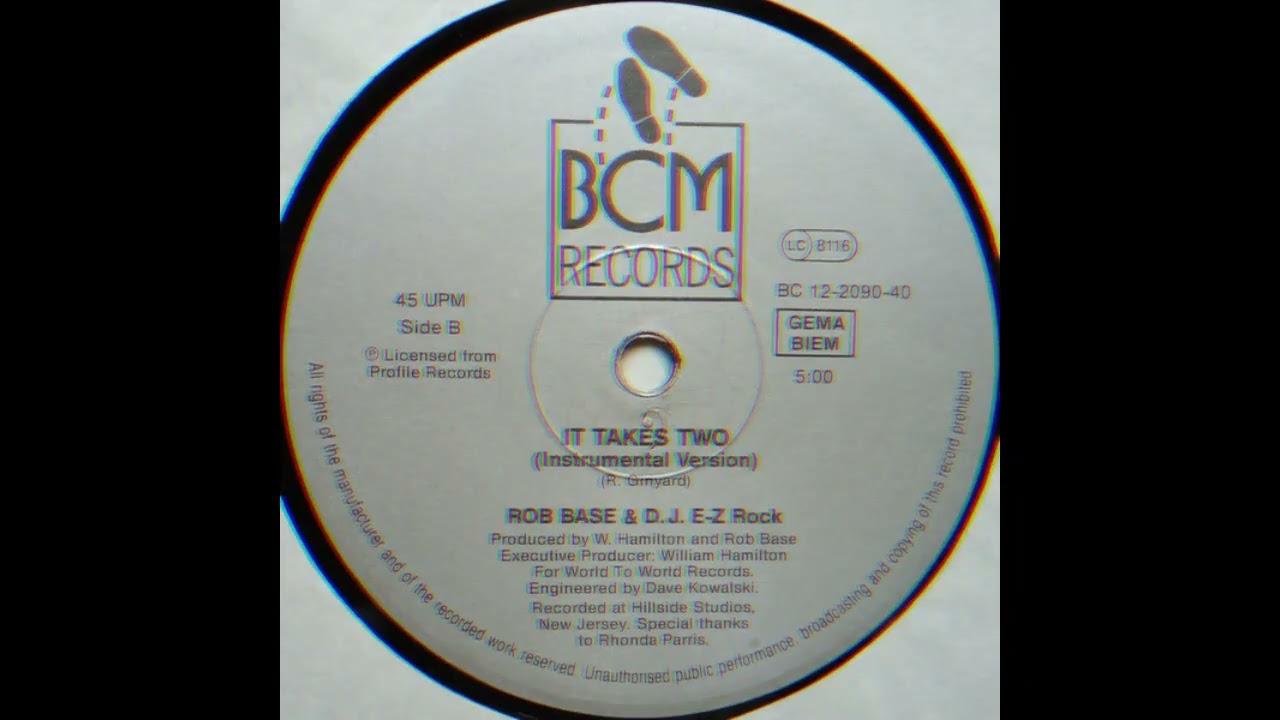 BCM
RECORDS
LC 8116
BC 12-2090-40
GEMA
BIEM
5:00
45 UPM
Side B
Ⓟ Licensed from
Profile Records
IT TAKES TWO
(Instrumental Version)
(R. Ginyard)
ROB BASE & D.J. E-Z Rock
Produced by W. Hamilton and Rob Base
Executive Producer: William Hamilton
For World To World Records.
Engineered by Dave Kowalski.
Recorded at Hillside Studios,
New Jersey. Special thanks
to Rhonda Parris.
All rights of the manufacturer and of the recorded work reserved. Unauthorised public performance, broadcasting and copying of this record prohibited